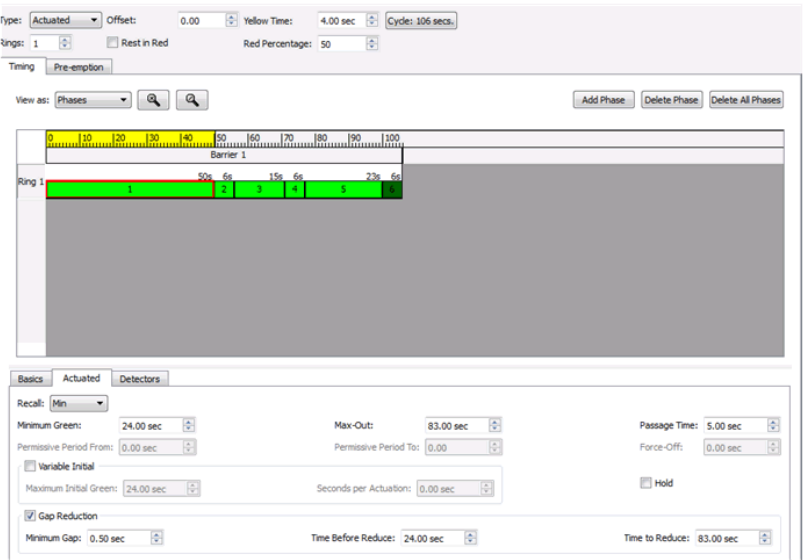 Type: Actuated Offset: 0.00 Yellow Time: 4.00 sec Cycle: 106 secs.
Rings: 1 Rest in Red Red Percentage: 50
Timing Pre-emption
View as: Phases Add Phase Delete Phase Delete All Phases
0 10 20 30 40 50 60 70 80 90 100
Barrier 1
50s 6s 15s 6s 23s 6s
Ring 1 1 2 3 4 5 6
Basics Actuated Detectors
Recall: Min
Minimum Green: 24.00 sec Max-Out: 83.00 sec Passage Time: 5.00 sec
Permissive Period From: 0.00 sec Permissive Period To: 0.00 Force-Off: 0.00 sec
Variable Initial
Maximum Initial Green: 24.00 sec Seconds per Actuation: 0.00 sec Hold
Gap Reduction
Minimum Gap: 0.50 sec Time Before Reduce: 24.00 sec Time to Reduce: 83.00 sec